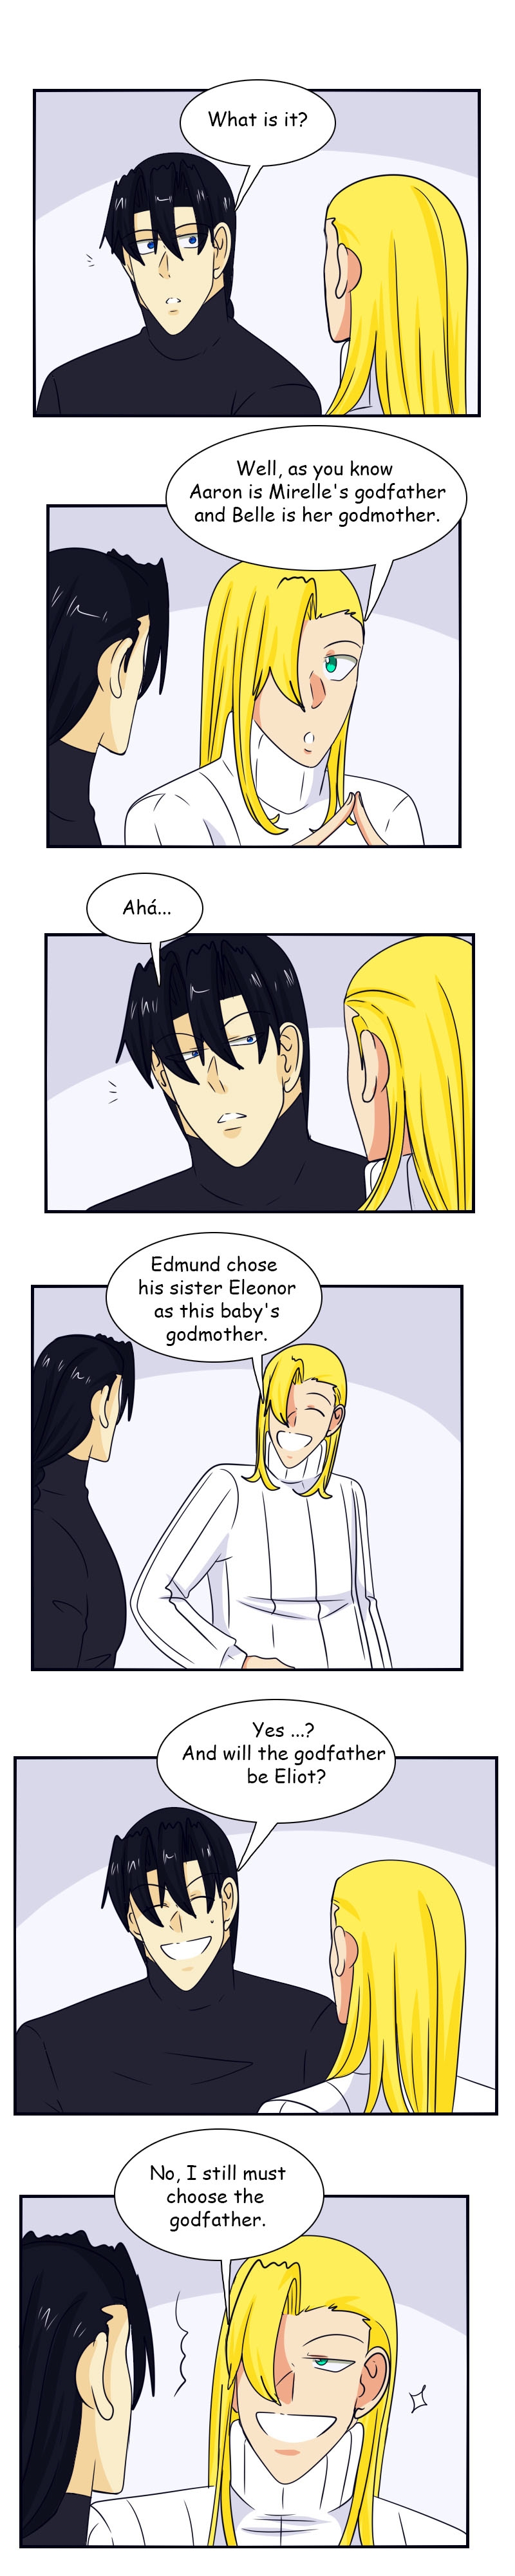 What is it?
Well, as you know
Aaron is Mirelle's godfather
and Belle is her godmother.
Ahá...
Edmund chose
his sister Eleonor
as this baby's
godmother.
Yes ...?
And will the godfather
be Eliot?
No, I still must
choose the
godfather.